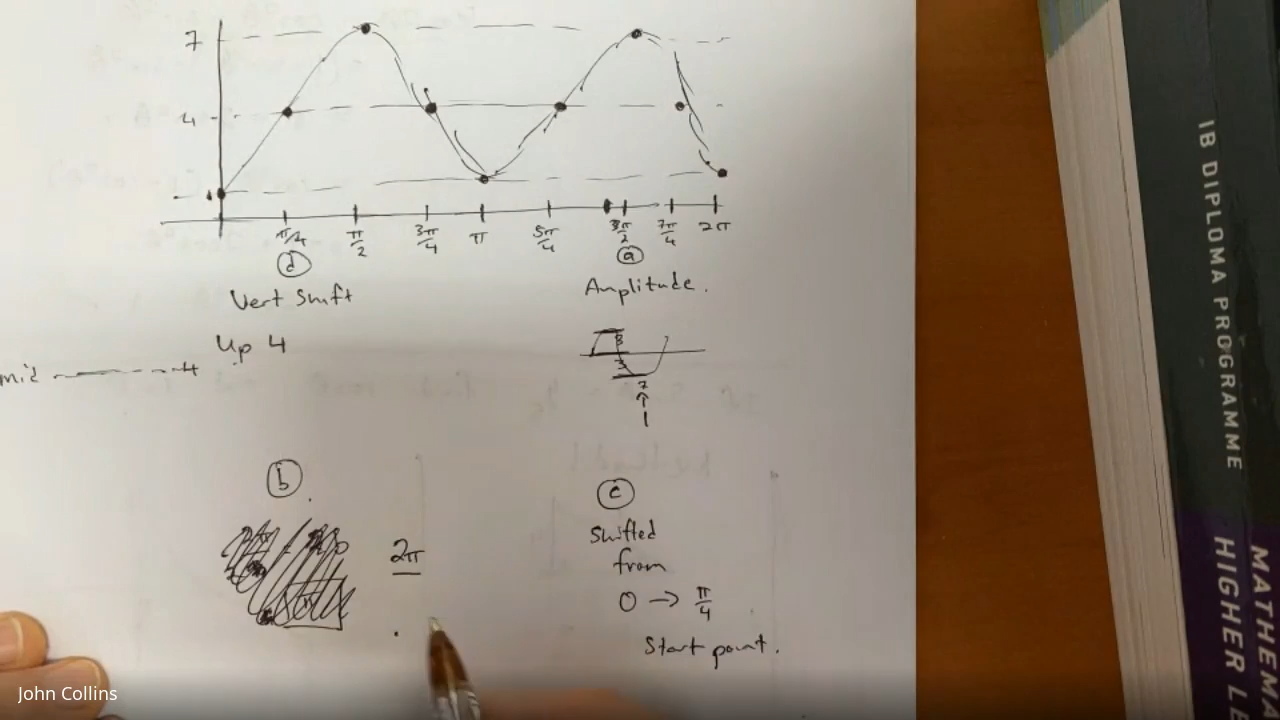 7
4
1
π/4 π/2 3π/4 π 5π/4 3π/2 7π/4 2π
d
a
Vert Shift
Amplitude.
Up 4
mid 4
3
3
7
1
b
c
Shifted
from
0 → π/4
Start point.
2π
John Collins
IB DIPLOMA PROGRAMME
MATHEMA
HIGHER LE